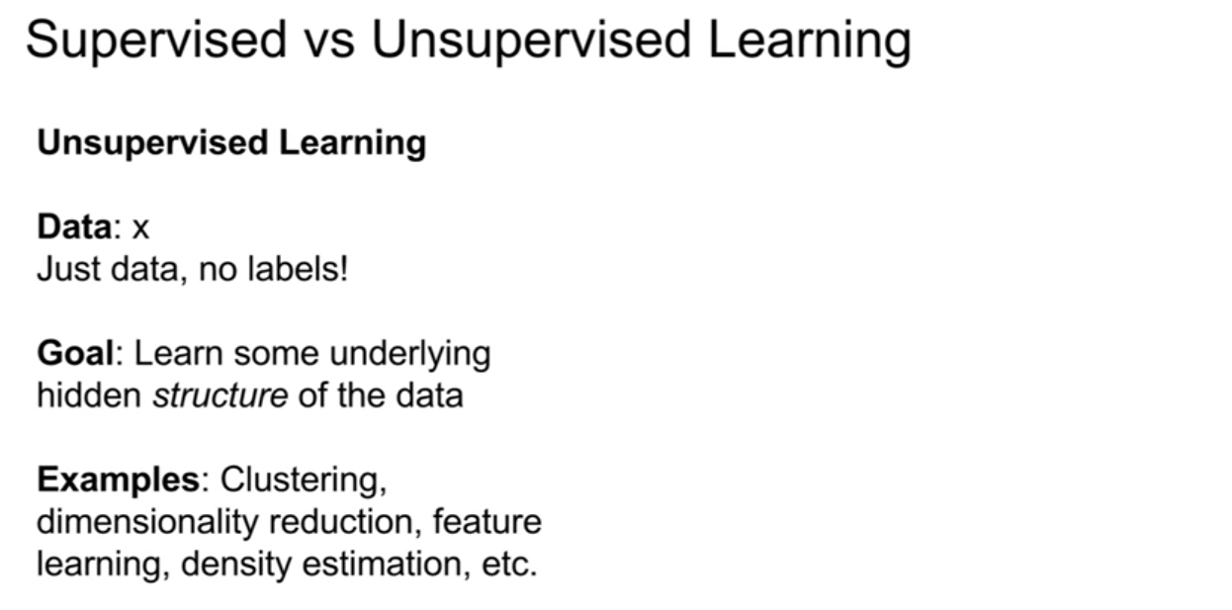 Supervised vs Unsupervised Learning
Unsupervised Learning
Data: x
Just data, no labels!
Goal: Learn some underlying
hidden structure of the data
Examples: Clustering,
dimensionality reduction, feature
learning, density estimation, etc.